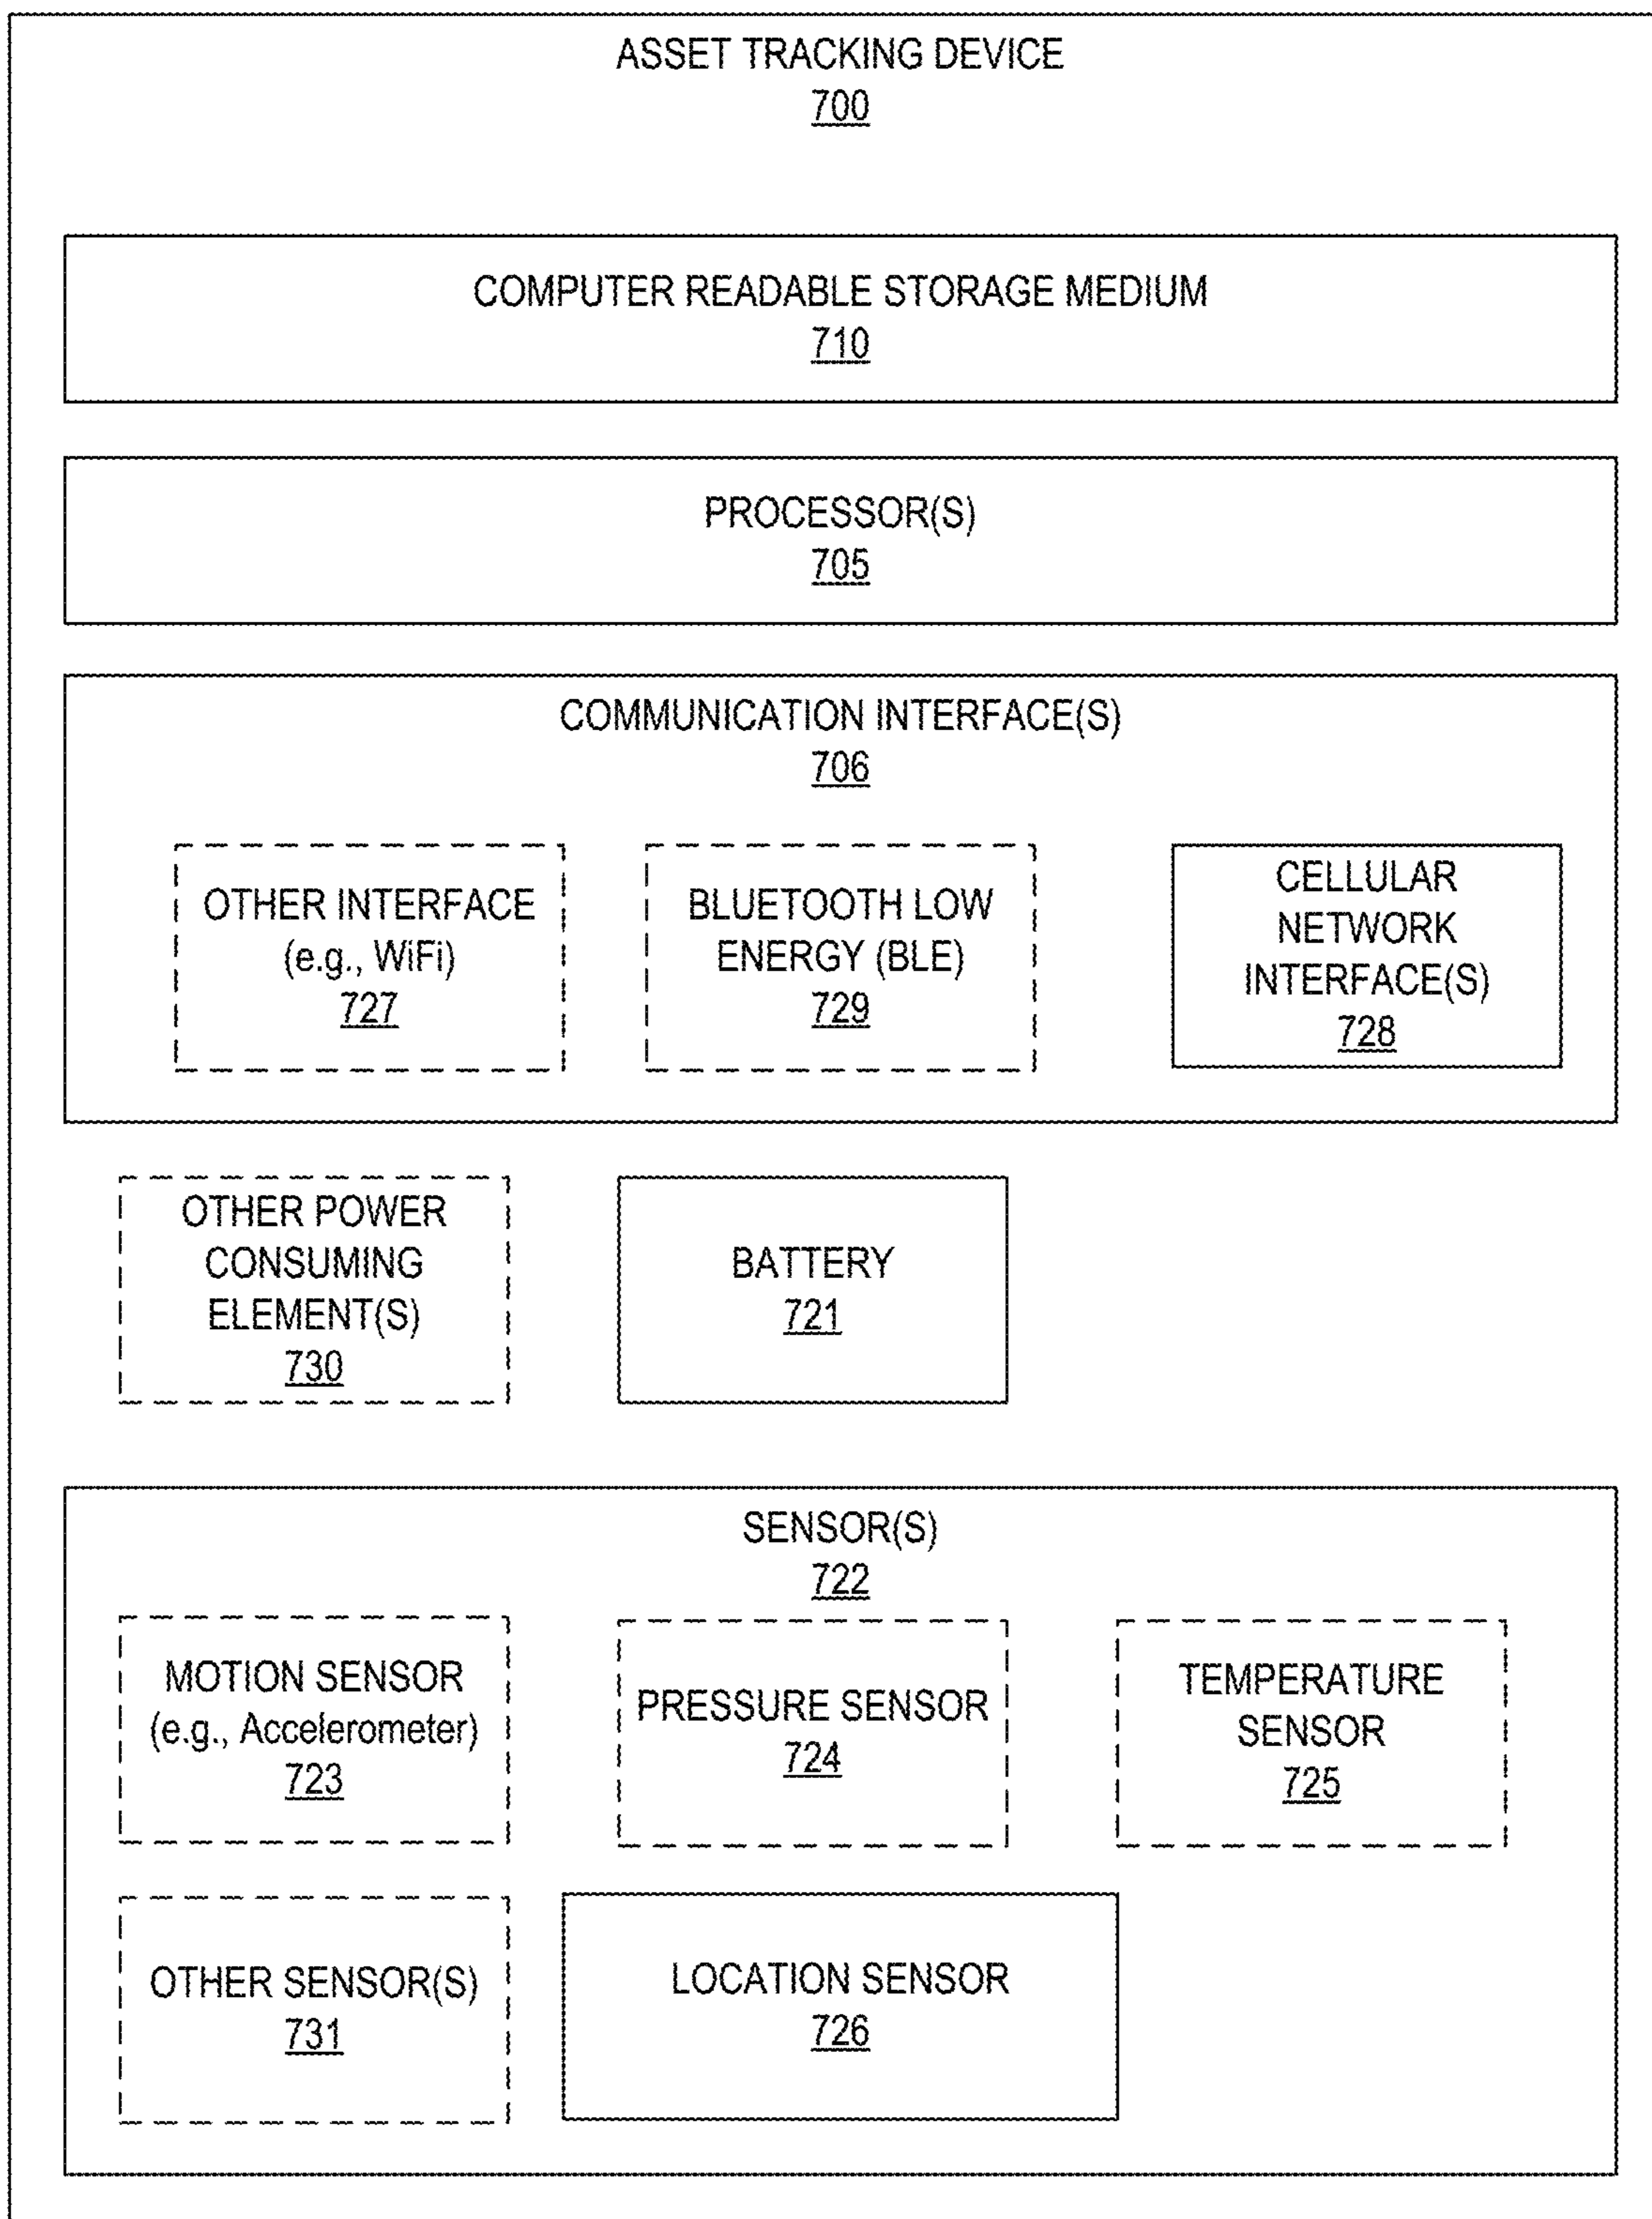 ASSET TRACKING DEVICE
700
COMPUTER READABLE STORAGE MEDIUM
710
PROCESSOR(S)
705
COMMUNICATION INTERFACE(S)
706
OTHER INTERFACE
(e.g., WiFi)
727
BLUETOOTH LOW
ENERGY (BLE)
729
CELLULAR
NETWORK
INTERFACE(S)
728
OTHER POWER
CONSUMING
ELEMENT(S)
730
BATTERY
721
SENSOR(S)
722
MOTION SENSOR
(e.g., Accelerometer)
723
PRESSURE SENSOR
724
TEMPERATURE
SENSOR
725
OTHER SENSOR(S)
731
LOCATION SENSOR
726